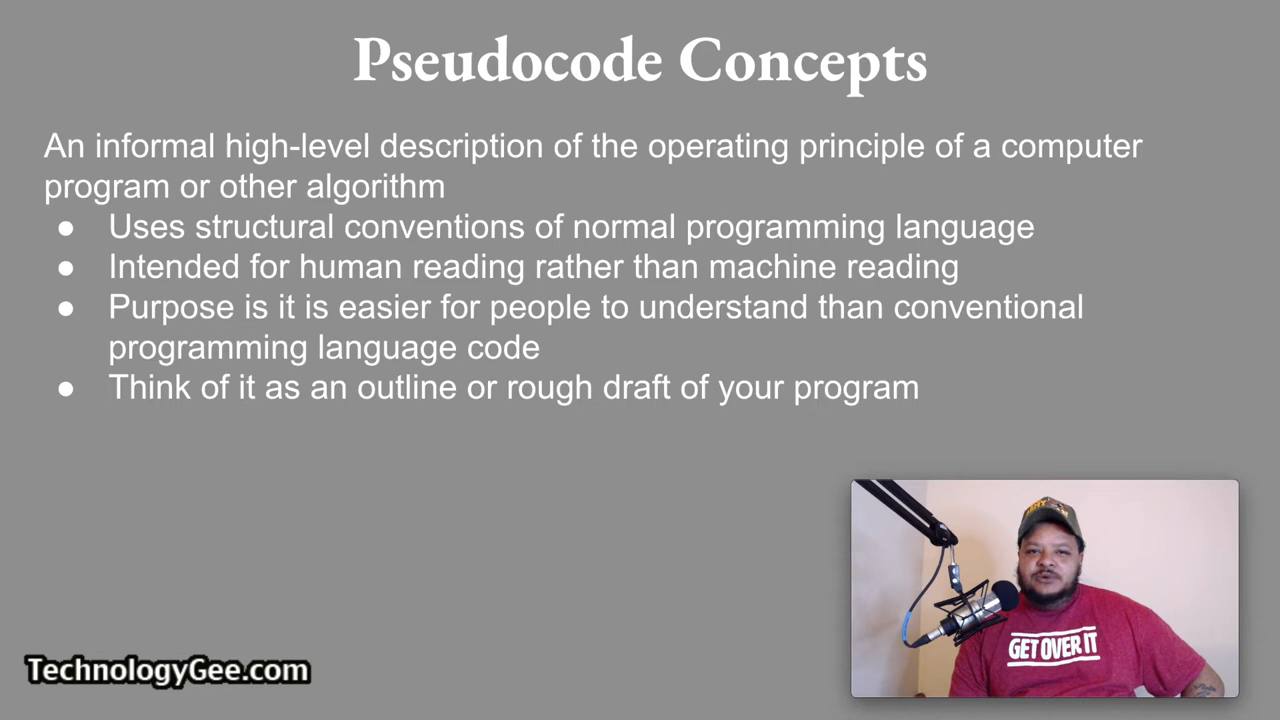 Pseudocode Concepts
An informal high-level description of the operating principle of a computer
program or other algorithm
● Uses structural conventions of normal programming language
● Intended for human reading rather than machine reading
● Purpose is it is easier for people to understand than conventional
programming language code
● Think of it as an outline or rough draft of your program
GET OVER IT
TechnologyGee.com